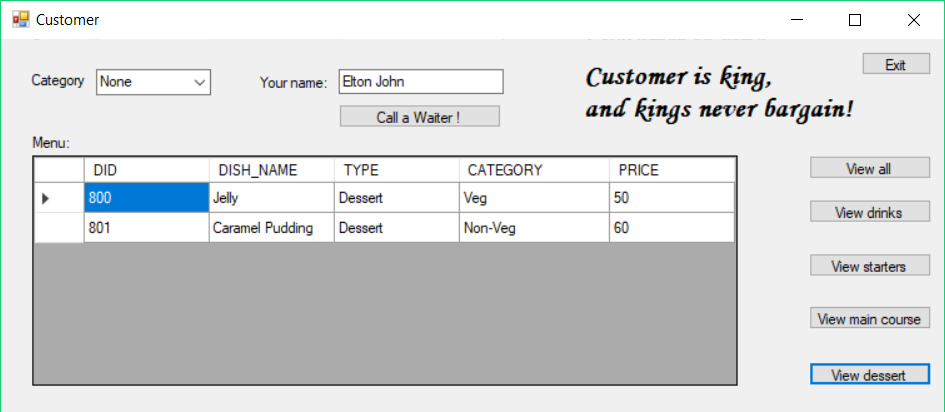 Customer
Category None Your name: Elton John
Exit
Customer is king,
and kings never bargain!
Call a Waiter !
Menu:
DID DISH_NAME TYPE CATEGORY PRICE
800 Jelly Dessert Veg 50
801 Caramel Pudding Dessert Non-Veg 60
View all
View drinks
View starters
View main course
View dessert